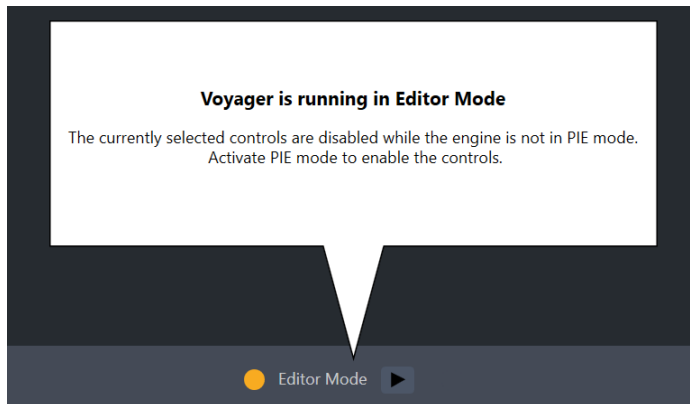 Voyager is running in Editor Mode
The currently selected controls are disabled while the engine is not in PIE mode.
Activate PIE mode to enable the controls.
Editor Mode